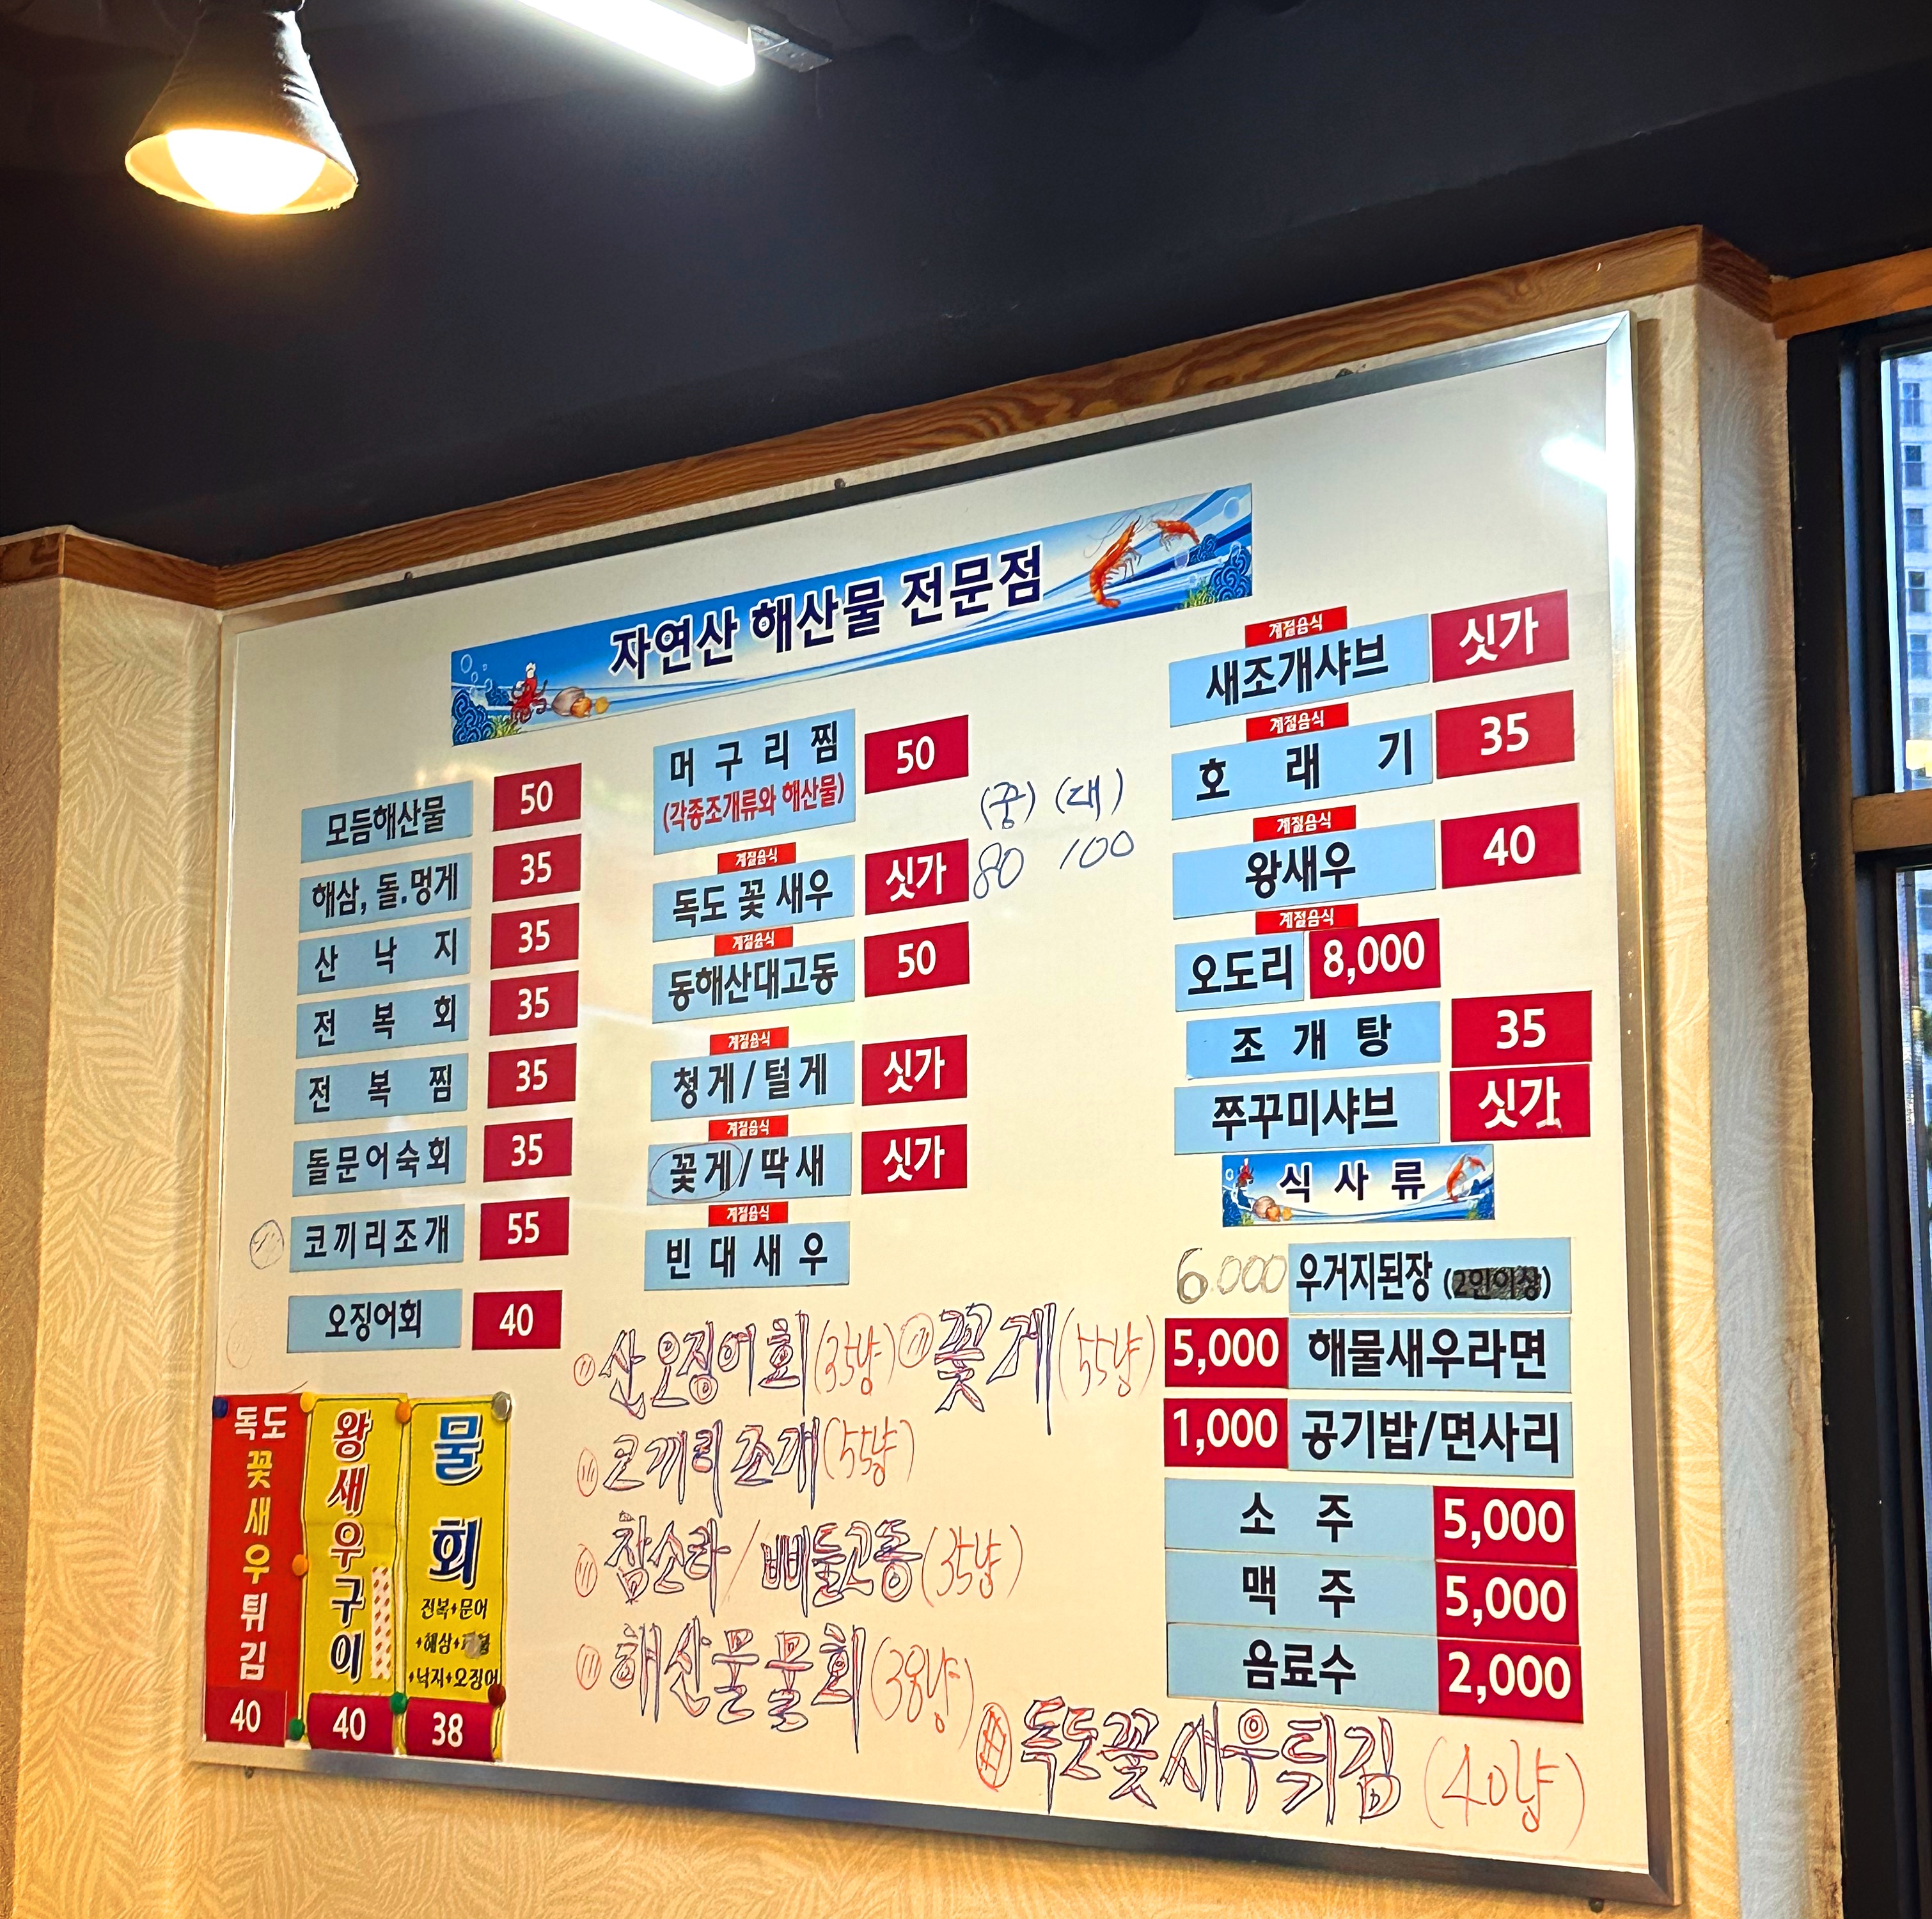 자연산 해산물 전문점
모듬해산물 50
해삼, 돌.멍게 35
산낙지 35
전복회 35
전복찜 35
돌문어숙회 35
코끼리조개 55
오징어회 40
머구리찜 50
(각종조개류와 해산물)
(중) (대)
80 100
계절음식
독도 꽃 새우 싯가
계절음식
동해산대고동 50
계절음식
청게/털게 싯가
계절음식
꽃게/딱새 싯가
계절음식
빈대새우
계절음식
새조개샤브 싯가
계절음식
호래기 35
계절음식
왕새우 40
계절음식
오도리 8,000
조개탕 35
쭈꾸미샤브 싯가
식사류
6.000 우거지된장 (2인이상)
5,000 해물새우라면
1,000 공기밥/면사리
소주 5,000
맥주 5,000
음료수 2,000
산오징어회(35냥) 꽃게(55냥)
코끼리조개(55냥)
참소라/삐뚤고동(35냥)
해산물물회(38냥)
독도꽃새우튀김(40냥)
독도
꽃새우튀김
40
왕새우구이
40
물회
전복+문어
+해삼+
+낙지+오징어
38